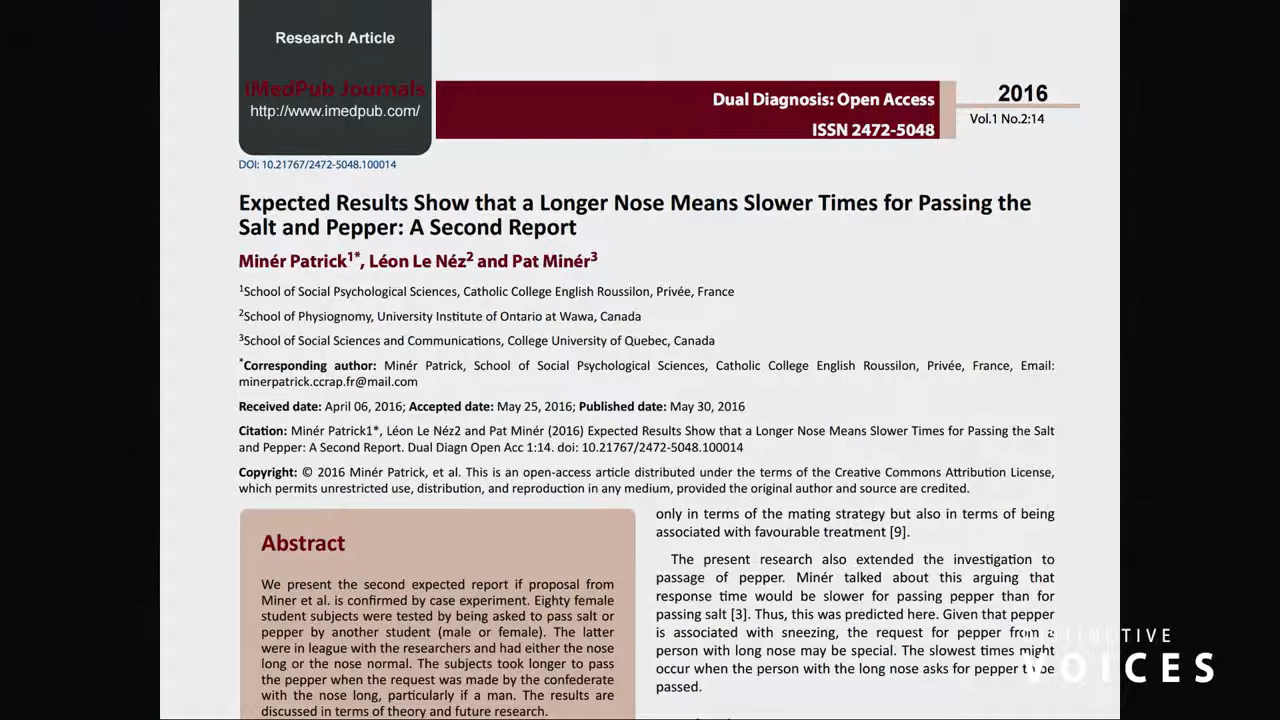 Research Article
iMedPub Journals
http://www.imedpub.com/
Dual Diagnosis: Open Access
ISSN 2472-5048
2016
Vol.1 No.2:14
DOI: 10.21767/2472-5048.100014
Expected Results Show that a Longer Nose Means Slower Times for Passing the
Salt and Pepper: A Second Report
Minér Patrick1*, Léon Le Néz2 and Pat Minér3
1School of Social Psychological Sciences, Catholic College English Roussilon, Privée, France
2School of Physiognomy, University Institute of Ontario at Wawa, Canada
3School of Social Sciences and Communications, College University of Quebec, Canada
*Corresponding author: Minér Patrick, School of Social Psychological Sciences, Catholic College English Roussilon, Privée, France, Email:
minerpatrick.ccrap.fr@mail.com
Received date: April 06, 2016; Accepted date: May 25, 2016; Published date: May 30, 2016
Citation: Minér Patrick1*, Léon Le Néz2 and Pat Minér (2016) Expected Results Show that a Longer Nose Means Slower Times for Passing the Salt
and Pepper: A Second Report. Dual Diagn Open Acc 1:14. doi: 10.21767/2472-5048.100014
Copyright: © 2016 Minér Patrick, et al. This is an open-access article distributed under the terms of the Creative Commons Attribution License,
which permits unrestricted use, distribution, and reproduction in any medium, provided the original author and source are credited.
Abstract
We present the second expected report if proposal from
Miner et al. is confirmed by case experiment. Eighty female
student subjects were tested by being asked to pass salt or
pepper by another student (male or female). The latter
were in league with the researchers and had either the nose
long or the nose normal. The subjects took longer to pass
the pepper when the request was made by the confederate
with the nose long, particularly if a man. The results are
discussed in terms of theory and future research.
only in terms of the mating strategy but also in terms of being
associated with favourable treatment [9].
The present research also extended the investigation to
passage of pepper. Minér talked about this arguing that
response time would be slower for passing pepper than for
passing salt [3]. Thus, this was predicted here. Given that pepper
is associated with sneezing, the request for pepper from a
person with long nose may be special. The slowest times might
occur when the person with the long nose asks for pepper to be
passed.
VOICES